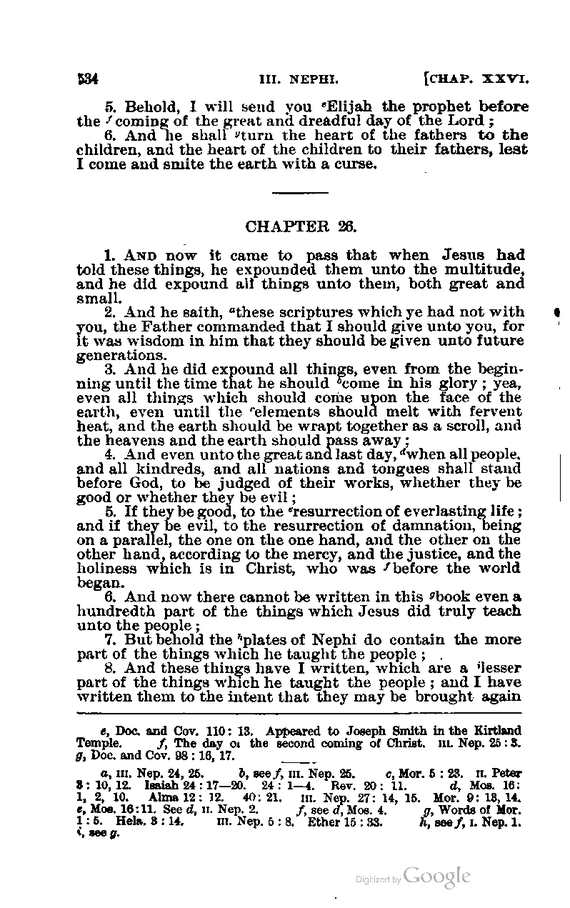 534 III. NEPHI. [CHAP. XXVI.
5. Behold, I will send you ᵉElijah the prophet before
the ᶠcoming of the great and dreadful day of the Lord;
6. And he shall ᵍturn the heart of the fathers to the
children, and the heart of the children to their fathers, lest
I come and smite the earth with a curse.
CHAPTER 26.
1. AND now it came to pass that when Jesus had
told these things, he expounded them unto the multitude,
and he did expound all things unto them, both great and
small.
2. And he saith, ᵃthese scriptures which ye had not with
you, the Father commanded that I should give unto you, for
it was wisdom in him that they should be given unto future
generations.
3. And he did expound all things, even from the begin-
ning until the time that he should ᵇcome in his glory; yea,
even all things which should come upon the face of the
earth, even until the ᶜelements should melt with fervent
heat, and the earth should be wrapt together as a scroll, and
the heavens and the earth should pass away;
4. And even unto the great and last day, ᵈwhen all people,
and all kindreds, and all nations and tongues shall stand
before God, to be judged of their works, whether they be
good or whether they be evil;
5. If they be good, to the ᵉresurrection of everlasting life;
and if they be evil, to the resurrection of damnation, being
on a parallel, the one on the one hand, and the other on the
other hand, according to the mercy, and the justice, and the
holiness which is in Christ, who was ᶠbefore the world
began.
6. And now there cannot be written in this ᵍbook even a
hundredth part of the things which Jesus did truly teach
unto the people;
7. But behold the ʰplates of Nephi do contain the more
part of the things which he taught the people;
8. And these things have I written, which are a ⁱlesser
part of the things which he taught the people; and I have
written them to the intent that they may be brought again
e, Doc. and Cov. 110: 13. Appeared to Joseph Smith in the Kirtland
Temple. f, The day of the second coming of Christ. III. Nep. 25: 3.
g, Doc. and Cov. 98: 16, 17.
a, III. Nep. 24, 25. b, see f, III. Nep. 25. c, Mor. 5: 23. II. Peter
3: 10, 12. Isaiah 24: 17—20. 24: 1—4. Rev. 20: 11. d, Mos. 16:
1, 2, 10. Alma 12: 12. 40: 21. III. Nep. 27: 14, 15. Mor. 9: 13, 14.
e, Mos. 16: 11. See d, II. Nep. 2. f, see d, Mos. 4. g, Words of Mor.
1: 5. Hela. 3: 14. III. Nep. 5: 8. Ether 15: 33. h, see f, I. Nep. 1.
i, see g.
Digitized by Google